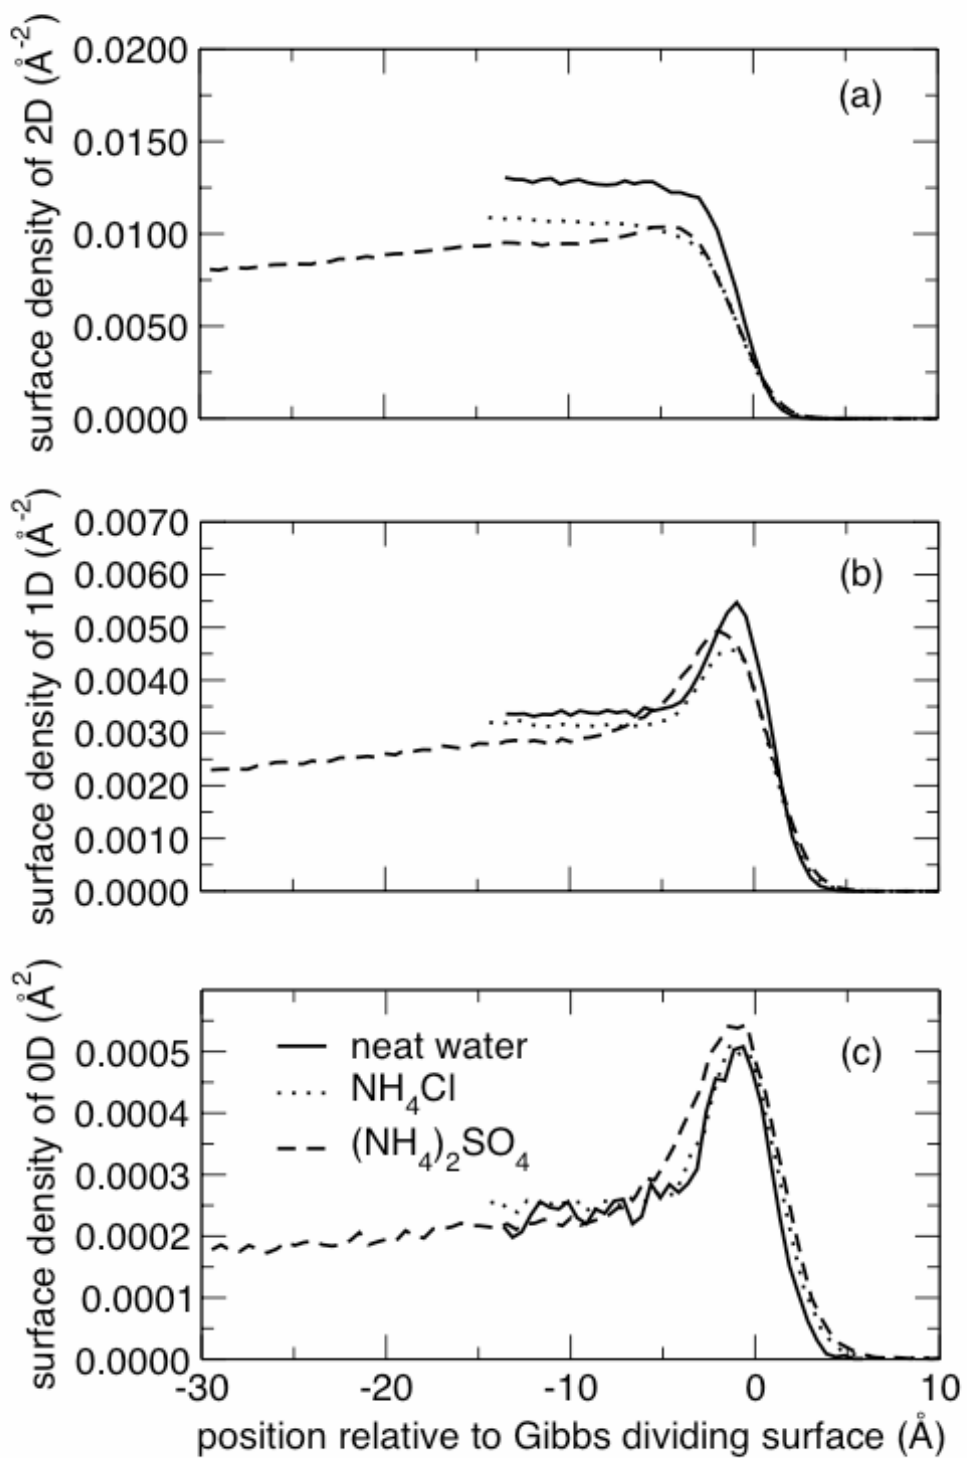 surface density of 2D (Å⁻²)
0.0200
0.0150
0.0100
0.0050
0.0000
(a)
surface density of 1D (Å⁻²)
0.0070
0.0060
0.0050
0.0040
0.0030
0.0020
0.0010
0.0000
(b)
surface density of 0D (Å²)
0.0005
0.0004
0.0003
0.0002
0.0001
0.0000
(c)
neat water
NH₄Cl
(NH₄)₂SO₄
-30 -20 -10 0 10
position relative to Gibbs dividing surface (Å)